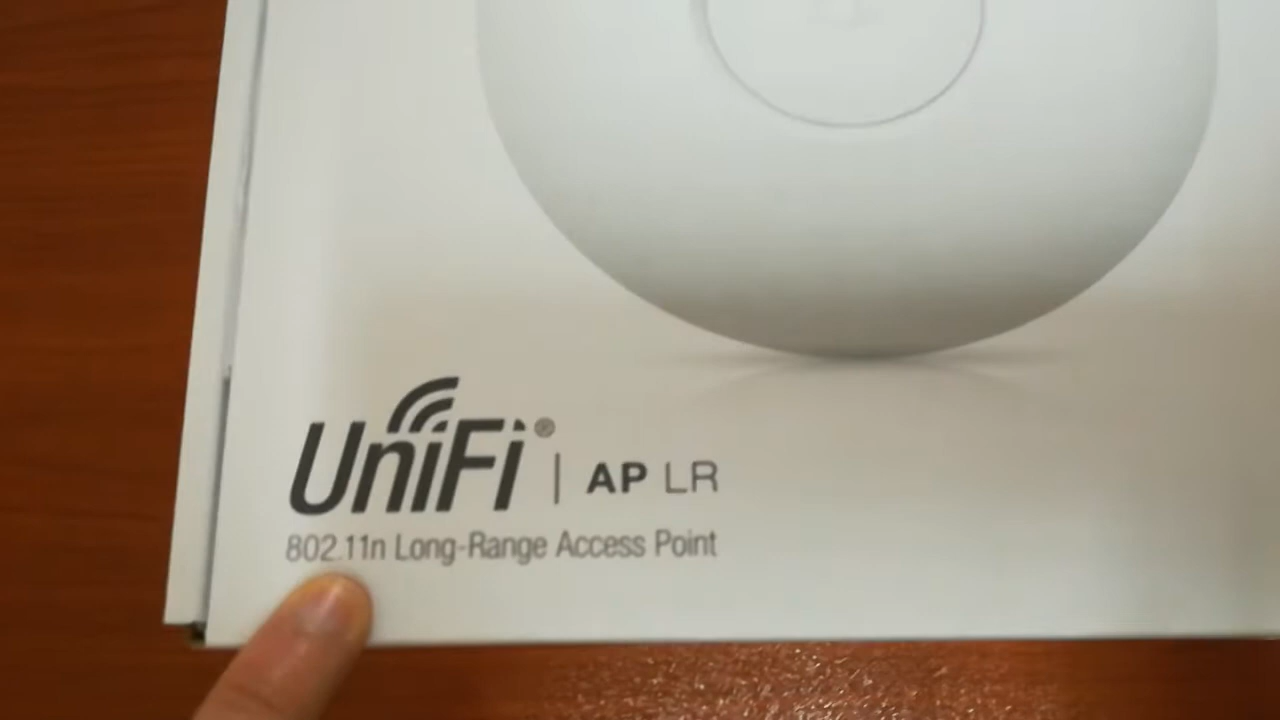 UniFi® | AP LR
802.11n Long-Range Access Point